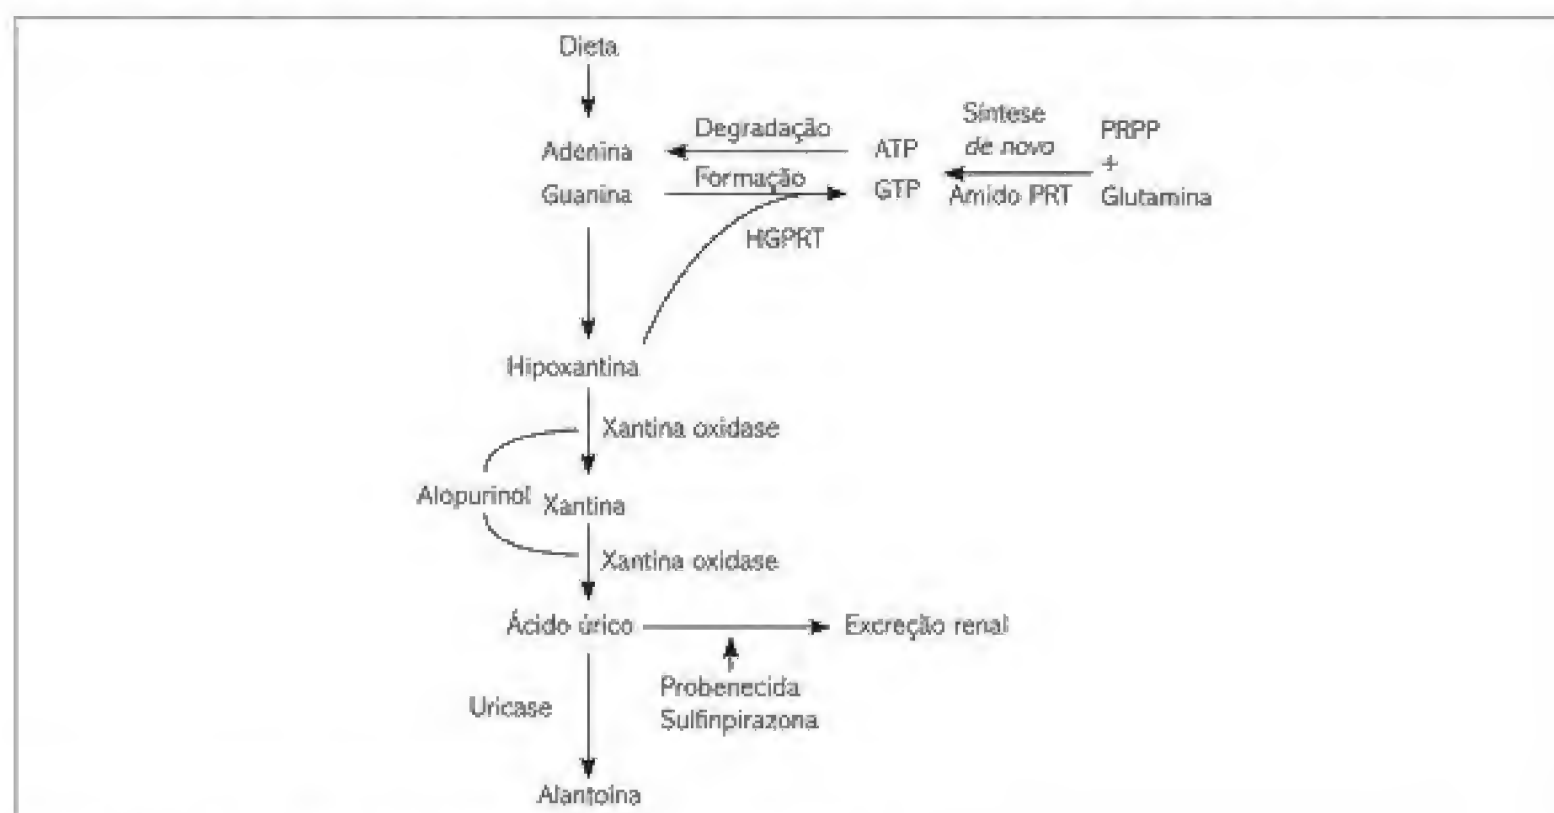 Dieta
Degradação
Síntese
de novo
PRPP
+
Glutamina
Adenina
ATP
Guanina
Formação
GTP
Amido PRT
HGPRT
Hipoxantina
Xantina oxidase
Alopurinol
Xantina
Xantina oxidase
Ácido úrico
Excreção renal
Probenecida
Sulfinpirazona
Uricase
Alantoína